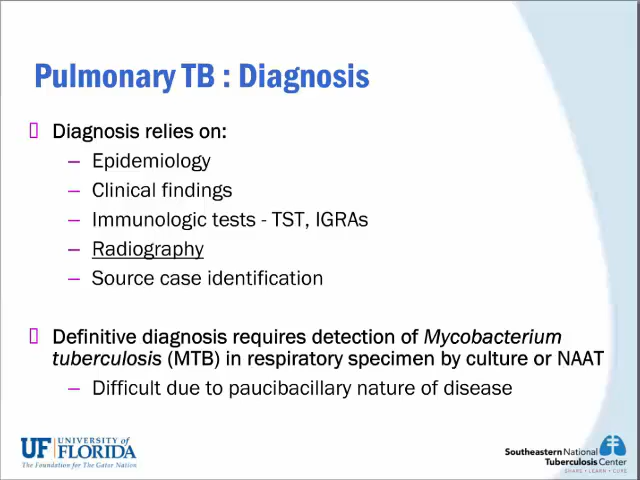 Pulmonary TB : Diagnosis
Diagnosis relies on:
– Epidemiology
– Clinical findings
– Immunologic tests - TST, IGRAs
– Radiography
– Source case identification
Definitive diagnosis requires detection of Mycobacterium
tuberculosis (MTB) in respiratory specimen by culture or NAAT
– Difficult due to paucibacillary nature of disease
UF UNIVERSITY of
FLORIDA
The Foundation for The Gator Nation
Southeastern National
Tuberculosis Center
SHARE • LEARN • CURE